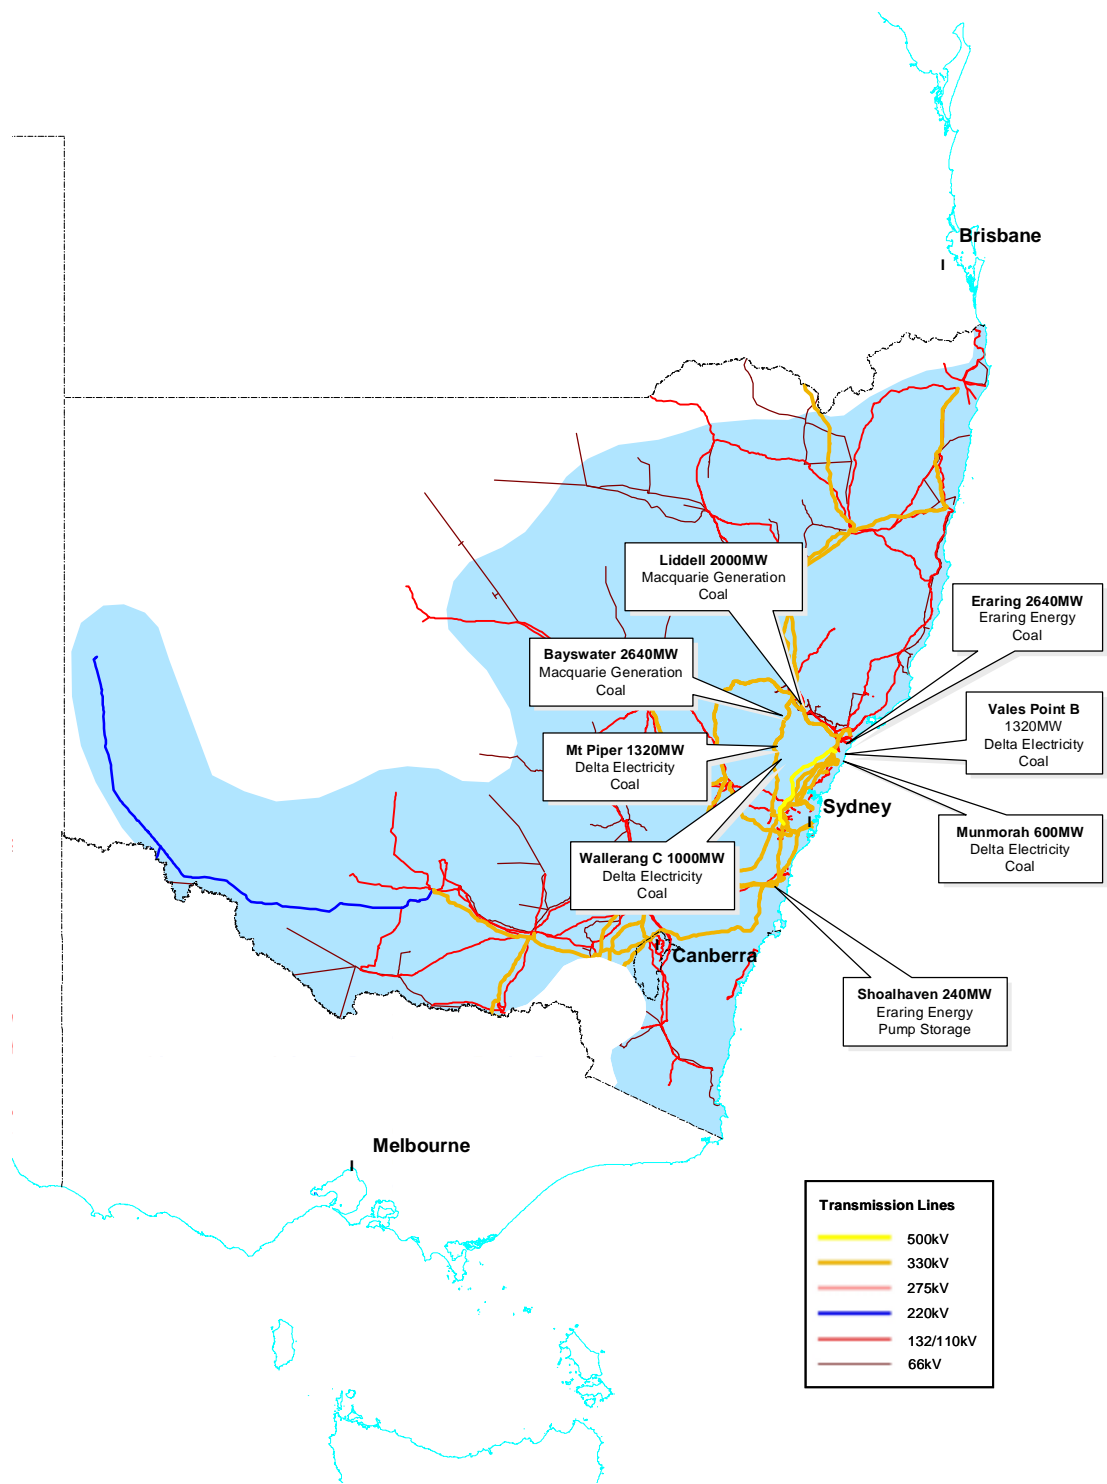 Brisbane
Liddell 2000MW
Macquarie Generation
Coal
Eraring 2640MW
Eraring Energy
Coal
Bayswater 2640MW
Macquarie Generation
Coal
Vales Point B
1320MW
Delta Electricity
Coal
Mt Piper 1320MW
Delta Electricity
Coal
Sydney
Munmorah 600MW
Delta Electricity
Coal
Wallerang C 1000MW
Delta Electricity
Coal
Canberra
Shoalhaven 240MW
Eraring Energy
Pump Storage
Melbourne
Transmission Lines
500kV
330kV
275kV
220kV
132/110kV
66kV